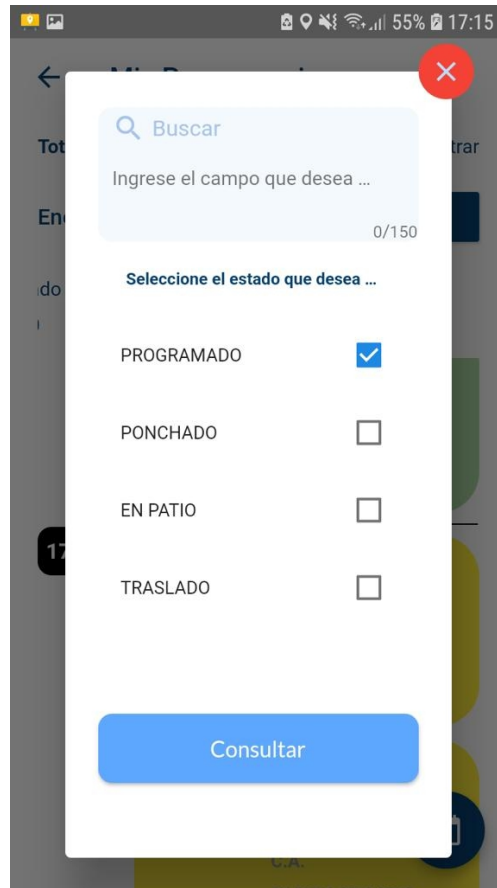 55% 17:15
Tot
trar
Buscar
Ingrese el campo que desea ...
0/150
En
Seleccione el estado que desea ...
do
PROGRAMADO
PONCHADO
EN PATIO
17
TRASLADO
Consultar
C.A.